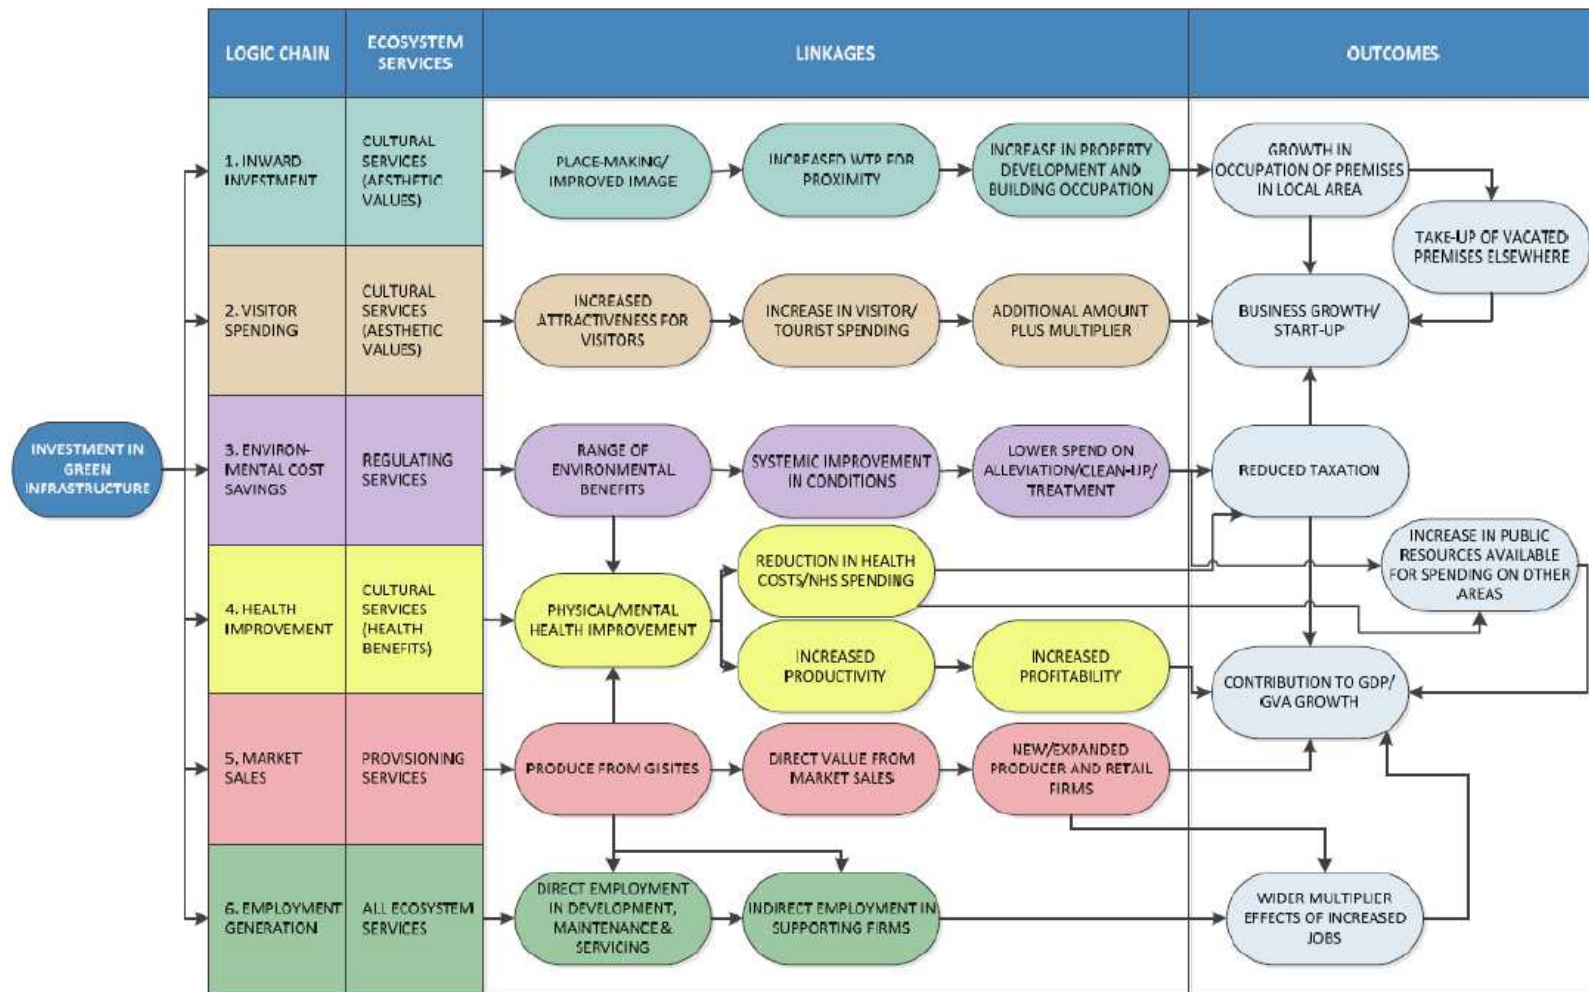 LOGIC CHAIN
ECOSYSTEM
SERVICES
LINKAGES
OUTCOMES
INVESTMENT IN
GREEN
INFRASTRUCTURE
1. INWARD
INVESTMENT
CULTURAL
SERVICES
(AESTHETIC
VALUES)
PLACE-MAKING/
IMPROVED IMAGE
INCREASED WTP FOR
PROXIMITY
INCREASE IN PROPERTY
DEVELOPMENT AND
BUILDING OCCUPATION
GROWTH IN
OCCUPATION OF PREMISES
IN LOCAL AREA
TAKE-UP OF VACATED
PREMISES ELSEWHERE
2. VISITOR
SPENDING
CULTURAL
SERVICES
(AESTHETIC
VALUES)
INCREASED
ATTRACTIVENESS FOR
VISITORS
INCREASE IN VISITOR/
TOURIST SPENDING
ADDITIONAL AMOUNT
PLUS MULTIPLIER
BUSINESS GROWTH/
START-UP
3. ENVIRON-
MENTAL COST
SAVINGS
REGULATING
SERVICES
RANGE OF
ENVIRONMENTAL
BENEFITS
SYSTEMIC IMPROVEMENT
IN CONDITIONS
LOWER SPEND ON
ALLEVIATION/CLEAN-UP/
TREATMENT
REDUCED TAXATION
INCREASE IN PUBLIC
RESOURCES AVAILABLE
FOR SPENDING ON OTHER
AREAS
4. HEALTH
IMPROVEMENT
CULTURAL
SERVICES
(HEALTH
BENEFITS)
PHYSICAL/MENTAL
HEALTH IMPROVEMENT
REDUCTION IN HEALTH
COSTS/NHS SPENDING
INCREASED
PRODUCTIVITY
INCREASED
PROFITABILITY
CONTRIBUTION TO GDP/
GVA GROWTH
5. MARKET
SALES
PROVISIONING
SERVICES
PRODUCE FROM GI SITES
DIRECT VALUE FROM
MARKET SALES
NEW/EXPANDED
PRODUCER AND RETAIL
FIRMS
6. EMPLOYMENT
GENERATION
ALL ECOSYSTEM
SERVICES
DIRECT EMPLOYMENT
IN DEVELOPMENT,
MAINTENANCE &
SERVICING
INDIRECT EMPLOYMENT IN
SUPPORTING FIRMS
WIDER MULTIPLIER
EFFECTS OF INCREASED
JOBS